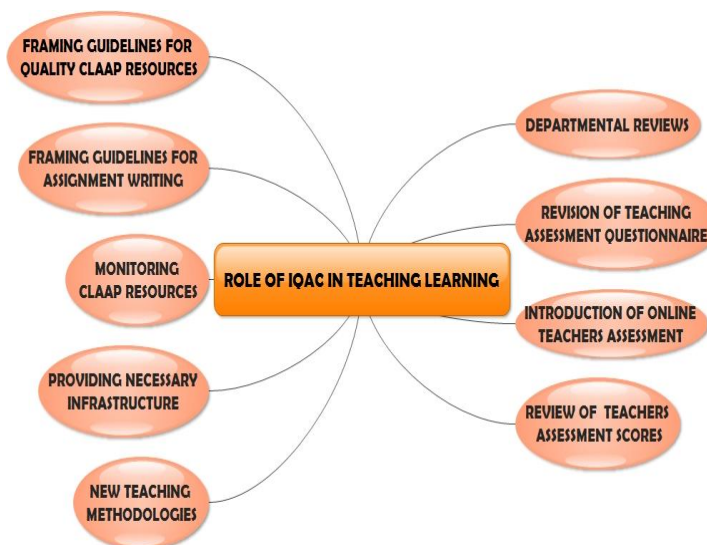 FRAMING GUIDELINES FOR
QUALITY CLAAP RESOURCES
FRAMING GUIDELINES FOR
ASSIGNMENT WRITING
MONITORING
CLAAP RESOURCES
PROVIDING NECESSARY
INFRASTRUCTURE
NEW TEACHING
METHODOLOGIES
ROLE OF IQAC IN TEACHING LEARNING
DEPARTMENTAL REVIEWS
REVISION OF TEACHING
ASSESSMENT QUESTIONNAIRE
INTRODUCTION OF ONLINE
TEACHERS ASSESSMENT
REVIEW OF TEACHERS
ASSESSMENT SCORES